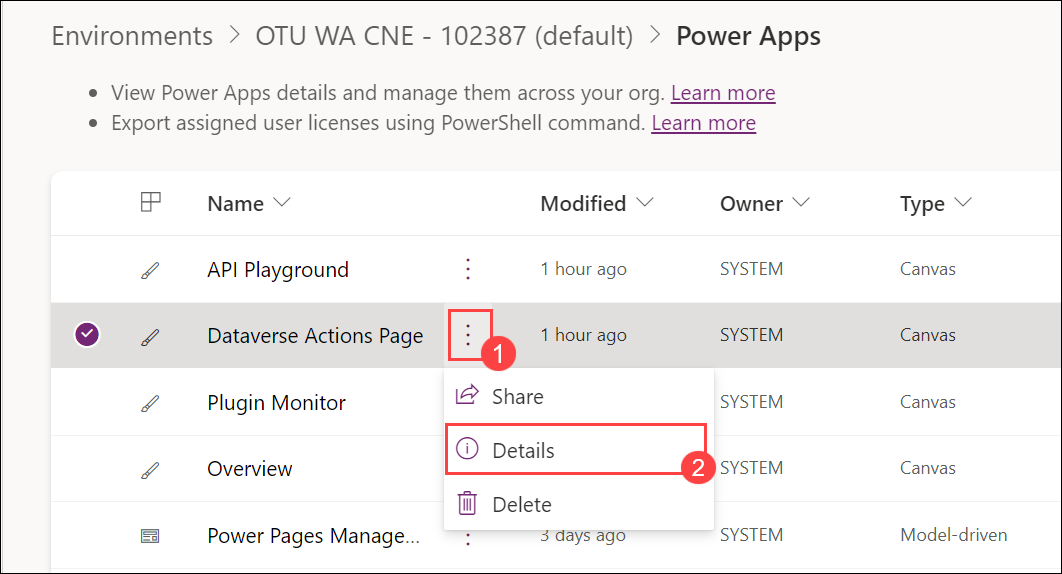 Environments > OTU WA CNE - 102387 (default) > Power Apps
• View Power Apps details and manage them across your org. Learn more
• Export assigned user licenses using PowerShell command. Learn more
Name Modified Owner Type
API Playground 1 hour ago SYSTEM Canvas
Dataverse Actions Page 1 hour ago SYSTEM Canvas
1
Share
Plugin Monitor SYSTEM Canvas
Details
2
Overview SYSTEM Canvas
Delete
Power Pages Manage... 3 days ago SYSTEM Model-driven